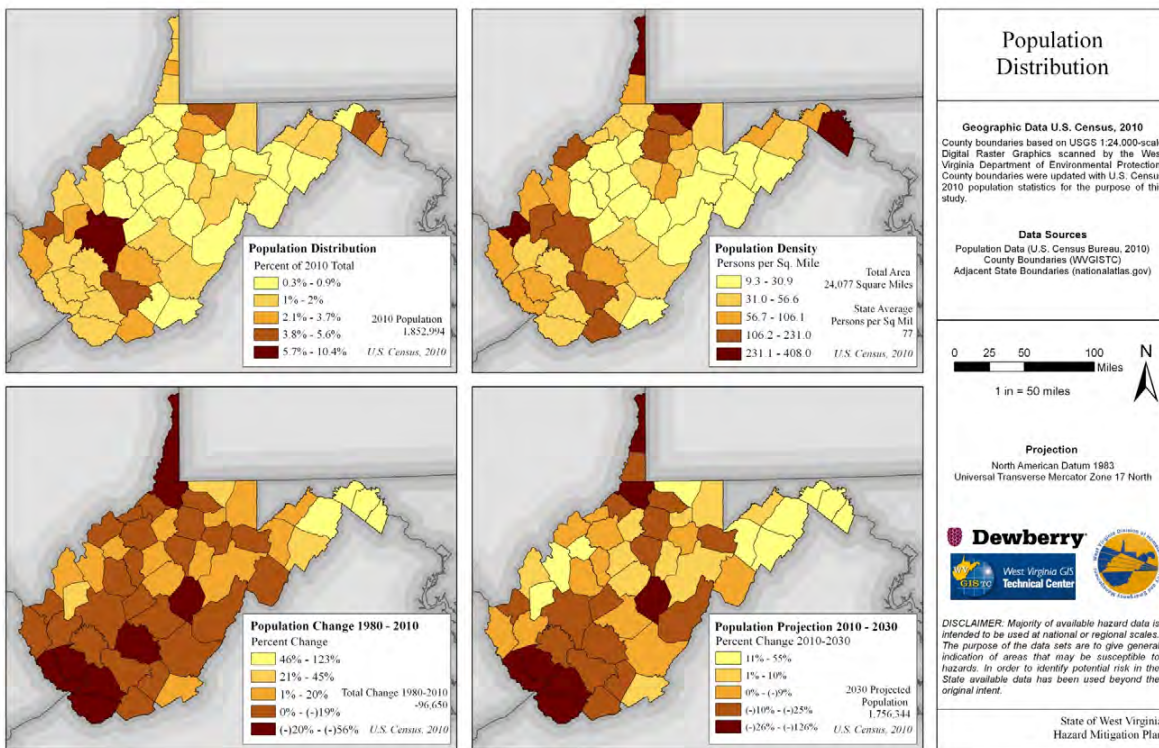 Population Distribution
Percent of 2010 Total
0.3% - 0.9%
1% - 2%
2.1% - 3.7%
3.8% - 5.6%
5.7% - 10.4%
2010 Population
1,852,994
U.S. Census, 2010
Population Density
Persons per Sq. Mile
9.3 - 30.9
31.0 - 56.6
56.7 - 106.1
106.2 - 231.0
231.1 - 408.0
Total Area
24,077 Square Miles
State Average
Persons per Sq Mil
77
U.S. Census, 2010
Population Change 1980 - 2010
Percent Change
46% - 123%
21% - 45%
1% - 20%
0% - (-)19%
(-)20% - (-)56%
Total Change 1980-2010
-96,650
U.S. Census, 2010
Population Projection 2010 - 2030
Percent Change 2010-2030
11% - 55%
1% - 10%
0% - (-)9%
(-)10% - (-)25%
(-)26% - (-)126%
2030 Projected
Population
1,756,344
U.S. Census, 2010
Population
Distribution
Geographic Data U.S. Census, 2010
County boundaries based on USGS 1:24,000-scal
Digital Raster Graphics scanned by the Wes
Virginia Department of Environmental Protection
County boundaries were updated with U.S. Censu
2010 population statistics for the purpose of thi
study.
Data Sources
Population Data (U.S. Census Bureau, 2010)
County Boundaries (WVGISTC)
Adjacent State Boundaries (nationalatlas.gov)
0 25 50 100
Miles
N
1 in = 50 miles
Projection
North American Datum 1983
Universal Transverse Mercator Zone 17 North
Dewberry
WV
GIS TC
West Virginia GIS
Technical Center
DISCLAIMER: Majority of available hazard data is
intended to be used at national or regional scales.
The purpose of the data sets are to give general
indication of areas that may be susceptible to
hazards. In order to identify potential risk in the
State available data has been used beyond the
original intent.
State of West Virginia
Hazard Mitigation Plan